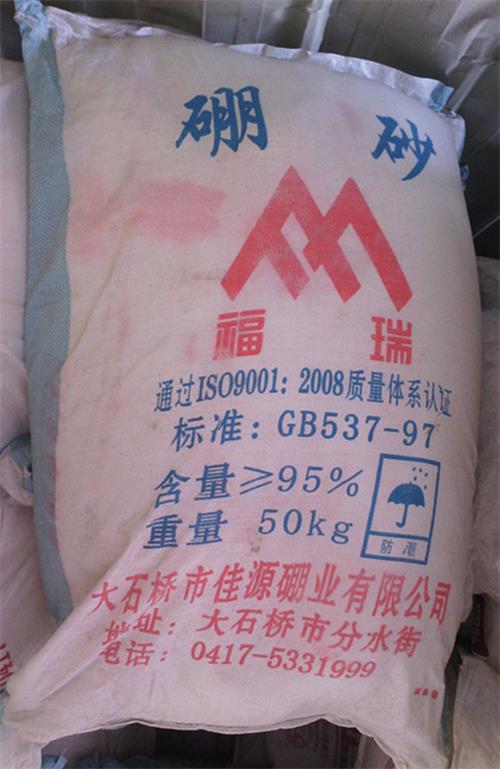 硼砂
福瑞
通过ISO9001：2008质量体系认证
标准：GB537-97
含量≥95%
重量 50kg
防潮
大石桥市佳源硼业有限公司
地址：大石桥市分水街
电话：0417-5331999